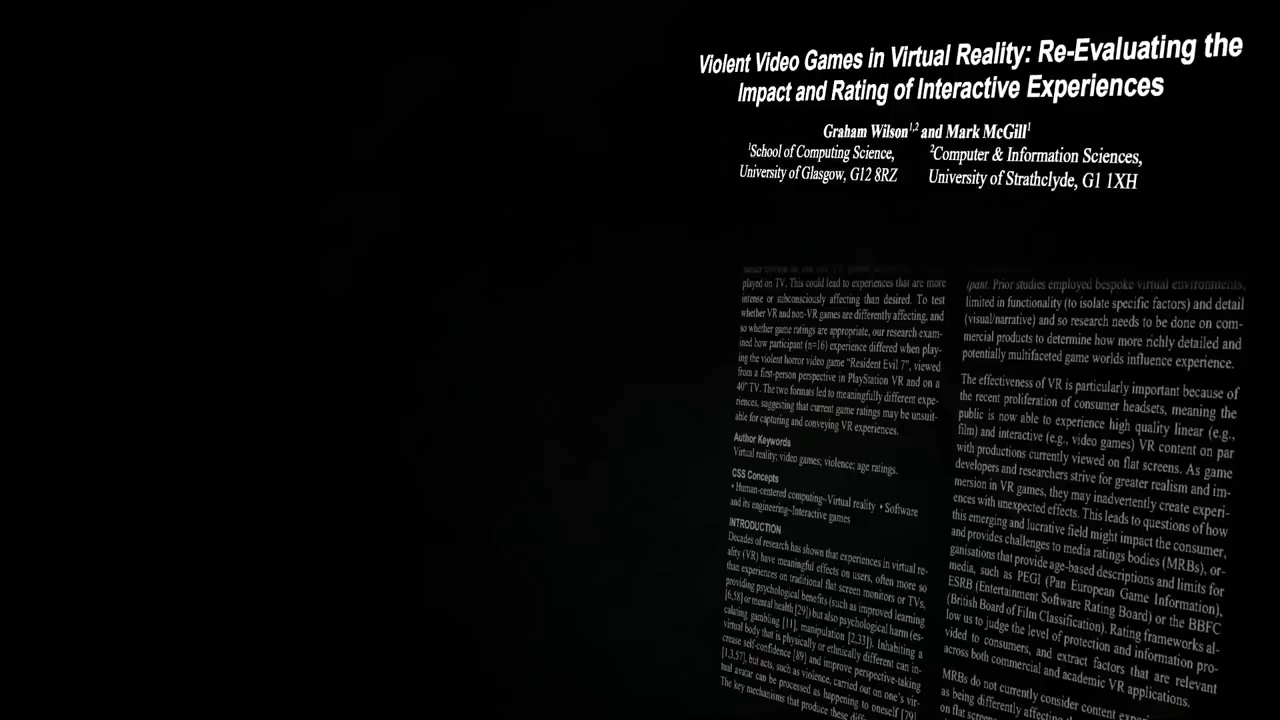 Violent Video Games in Virtual Reality: Re-Evaluating the
Impact and Rating of Interactive Experiences
Graham Wilson1,2 and Mark McGill1
1School of Computing Science,
University of Glasgow, G12 8RZ
2Computer & Information Sciences,
University of Strathclyde, G1 1XH
played on TV. This could lead to experiences that are more
intense or subconsciously affecting than desired. To test
whether VR and non-VR games are differently affecting, and
so whether game ratings are appropriate, our research exam-
ined how participant (n=16) experience differed when play-
ing the violent horror video game “Resident Evil 7”, viewed
from a first-person perspective in PlayStation VR and on a
40” TV. The two formats led to meaningfully different expe-
riences, suggesting that current game ratings may be unsuit-
able for capturing and conveying VR experiences.
Author Keywords
Virtual reality; video games; violence; age ratings.
CSS Concepts
• Human-centered computing~Virtual reality • Software
and its engineering~Interactive games
INTRODUCTION
Decades of research has shown that experiences in virtual re-
ality (VR) have meaningful effects on users, often more so
than experiences on traditional flat screen monitors or TVs,
providing psychological benefits (such as improved learning
[6,58] or mental health [29]) but also psychological harm (es-
calating gambling [11], manipulation [2,33]). Inhabiting a
virtual body that is physically or ethnically different can in-
crease self-confidence [89] and improve perspective-taking
[1,3,57], but acts, such as violence, carried out on one’s vir-
tual avatar can be processed as happening to oneself [79].
The key mechanisms that produce these
ipant. Prior studies employed bespoke virtual environments,
limited in functionality (to isolate specific factors) and detail
(visual/narrative) and so research needs to be done on com-
mercial products to determine how more richly detailed and
potentially multifaceted game worlds influence experience.
The effectiveness of VR is particularly important because of
the recent proliferation of consumer headsets, meaning the
public is now able to experience high quality linear (e.g.,
film) and interactive (e.g., video games) VR content on par
with productions currently viewed on flat screens. As game
developers and researchers strive for greater realism and im-
mersion in VR games, they may inadvertently create experi-
ences with unexpected effects. This leads to questions of how
this emerging and lucrative field might impact the consumer,
and provides challenges to media ratings bodies (MRBs), or-
ganisations that provide age-based descriptions and limits for
media, such as PEGI (Pan European Game Information),
ESRB (Entertainment Software Rating Board) or the BBFC
(British Board of Film Classification). Rating frameworks al-
low us to judge the level of protection and information pro-
vided to consumers, and extract factors that are relevant
across both commercial and academic VR applications.
MRBs do not currently consider content
as being differently affecting
on flat